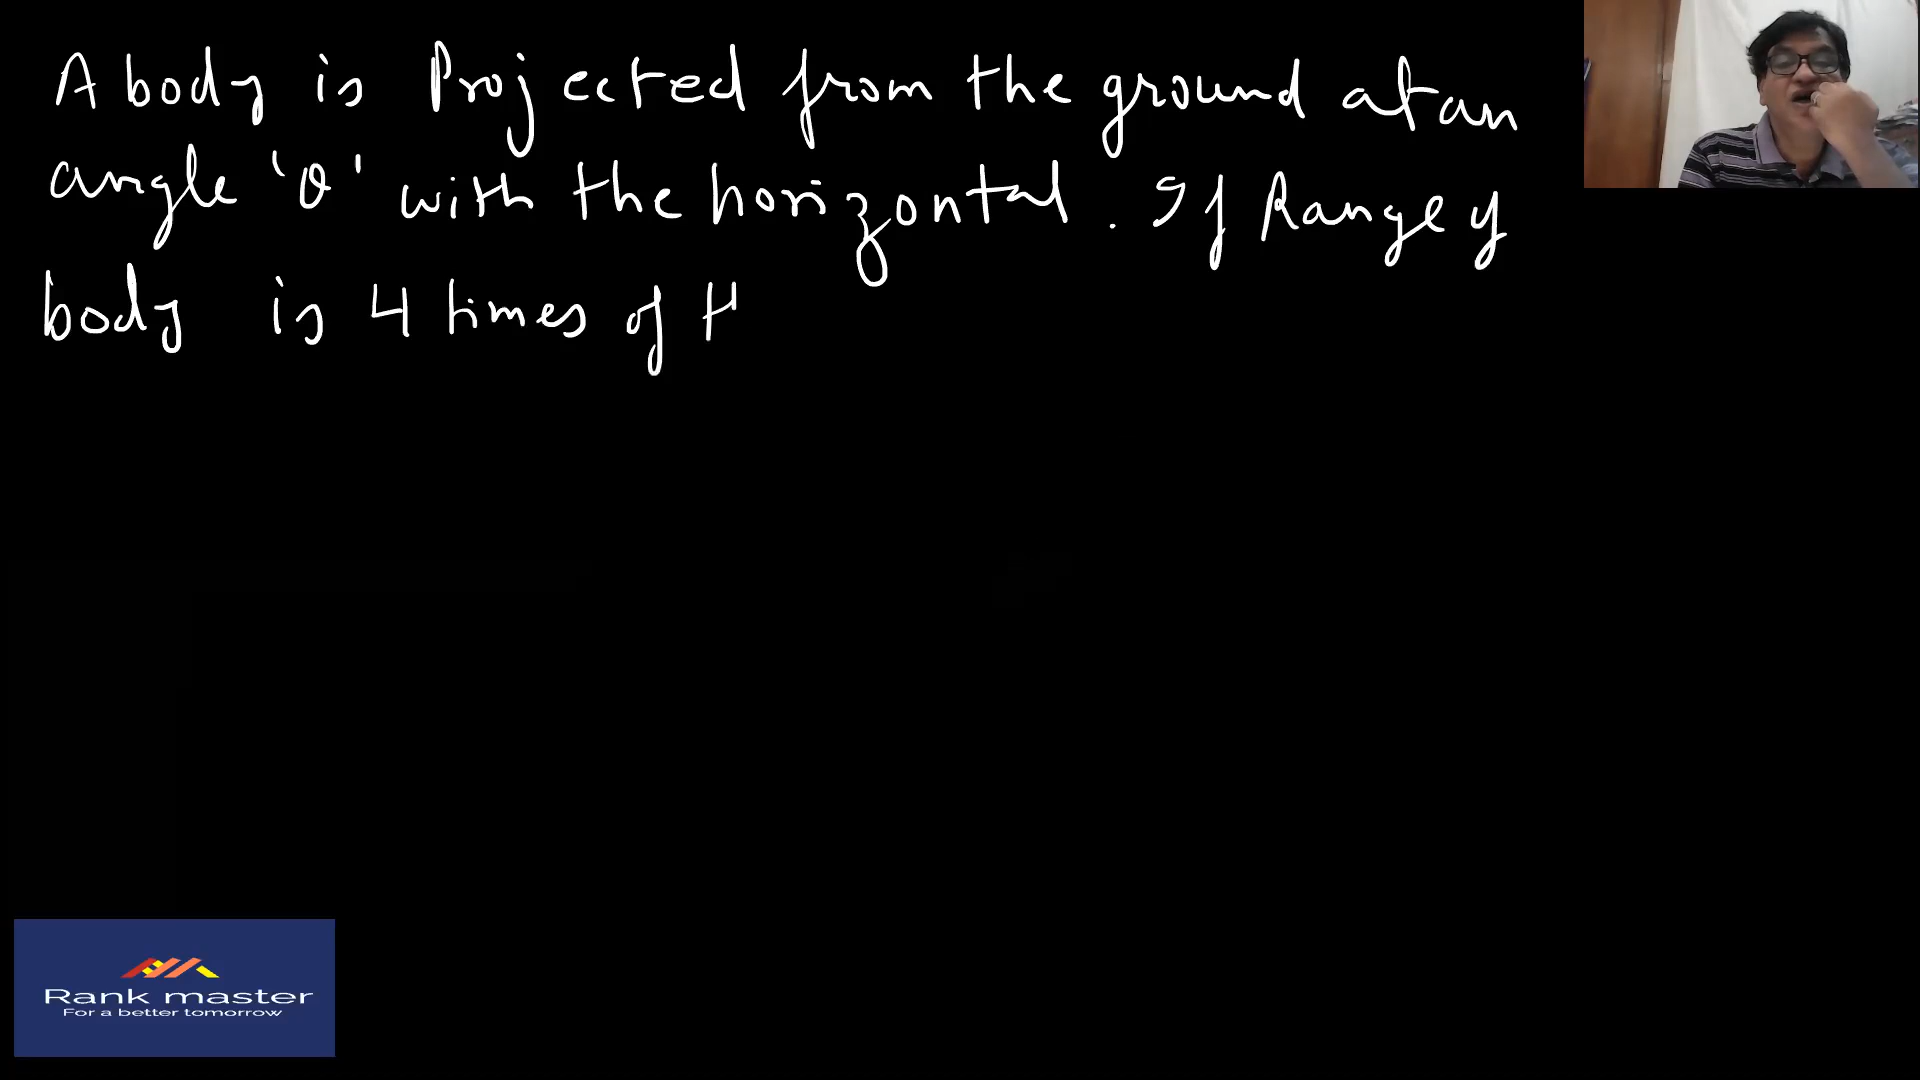 A body is Projected from the ground at an
angle 'θ' with the horizontal. If Range of
body is 4 times of H
Rank master
For a better tomorrow